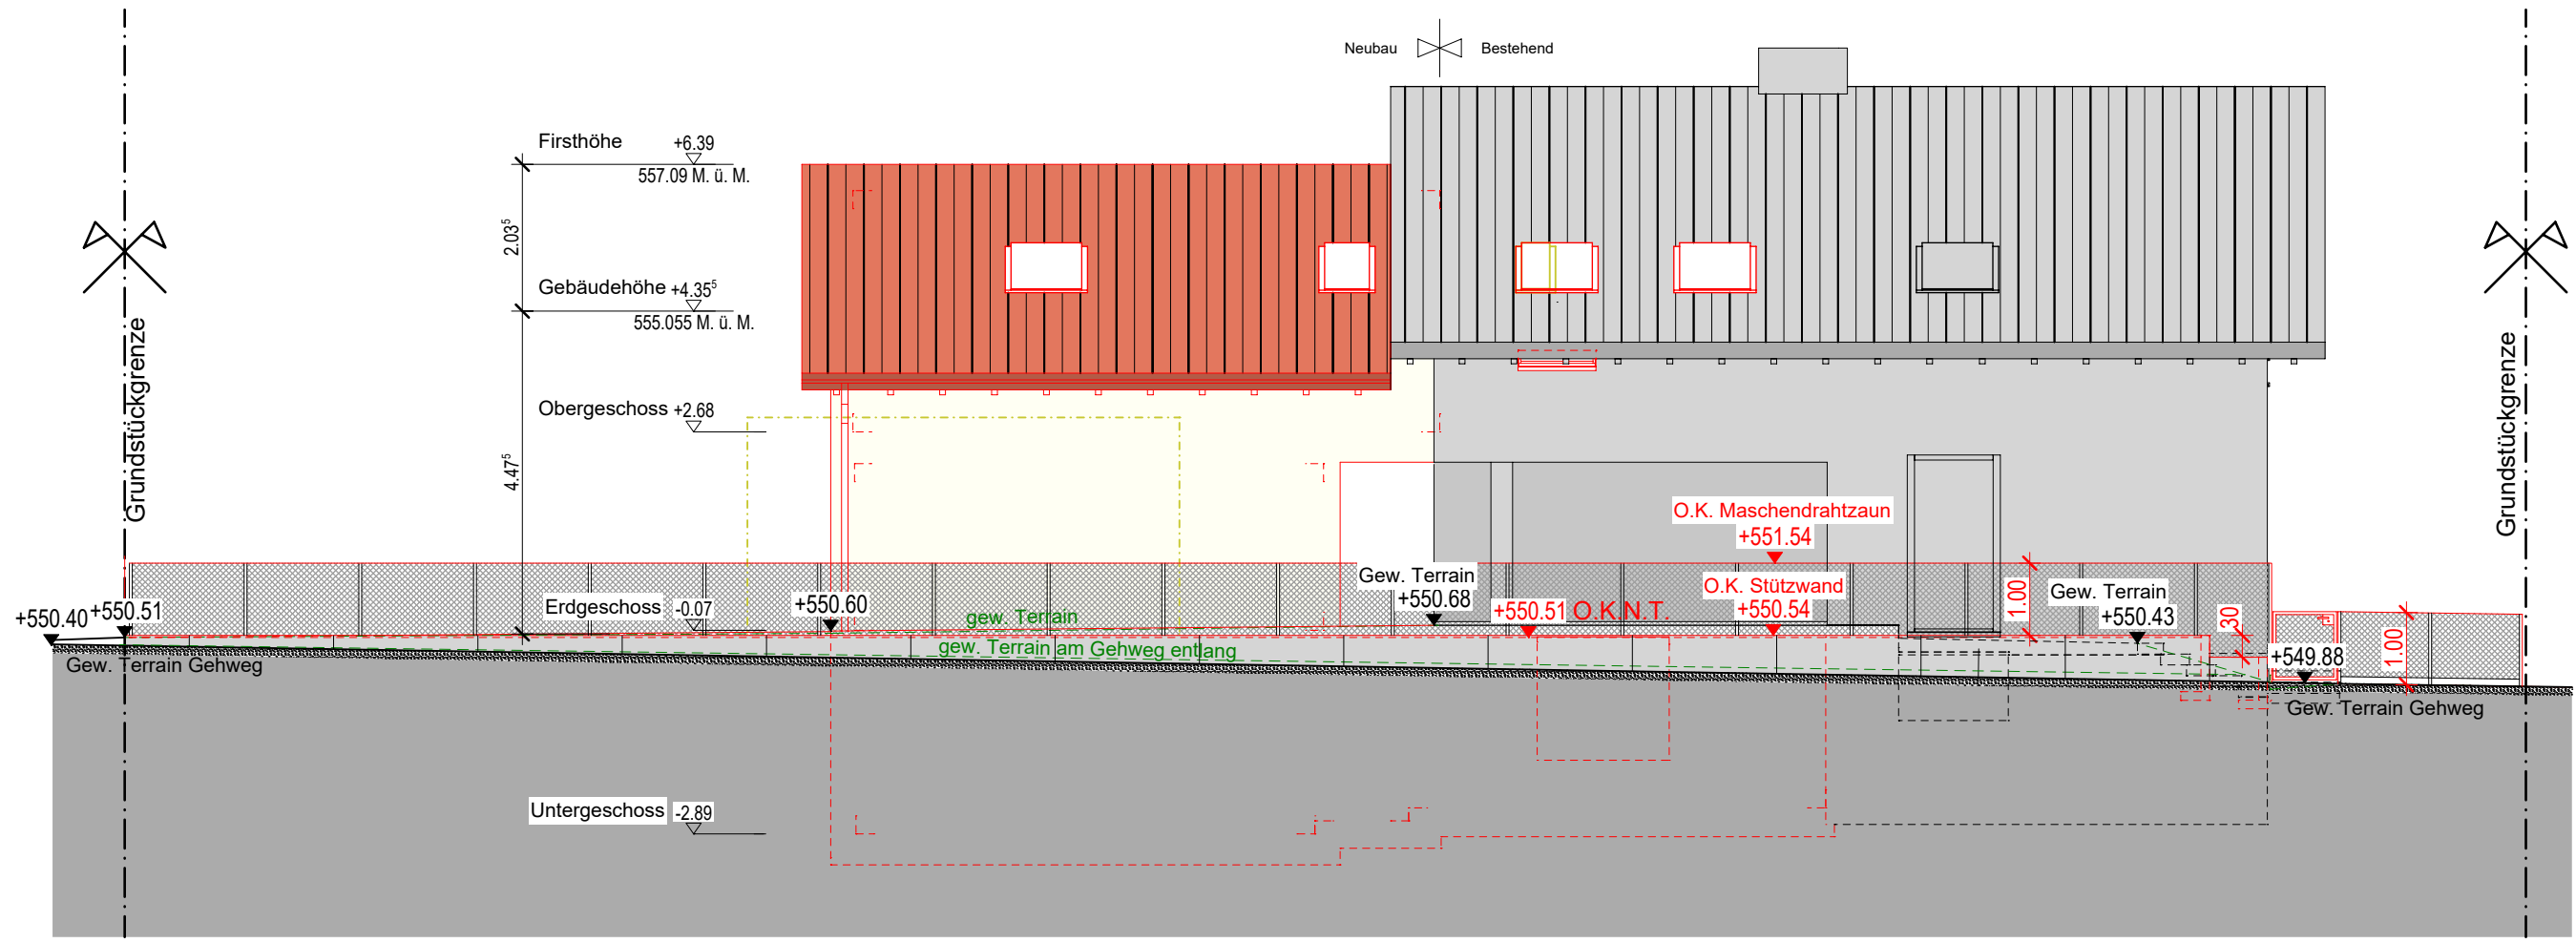 Neubau Bestehend
Firsthöhe +6.39
557.09 M. ü. M.
2.03⁵
Gebäudehöhe +4.35⁵
555.055 M. ü. M.
Grundstückgrenze
Grundstückgrenze
Obergeschoss +2.68
4.47⁵
O.K. Maschendrahtzaun
+551.54
Gew. Terrain
+550.68
O.K. Stützwand
+550.54
1.00
Gew. Terrain
+550.43
Erdgeschoss -0.07
+550.60
+550.40 +550.51
gew. Terrain
+550.51 O.K.N.T.
30
gew. Terrain am Gehweg entlang
+549.88
1.00
Gew. Terrain Gehweg
Gew. Terrain Gehweg
Untergeschoss -2.89